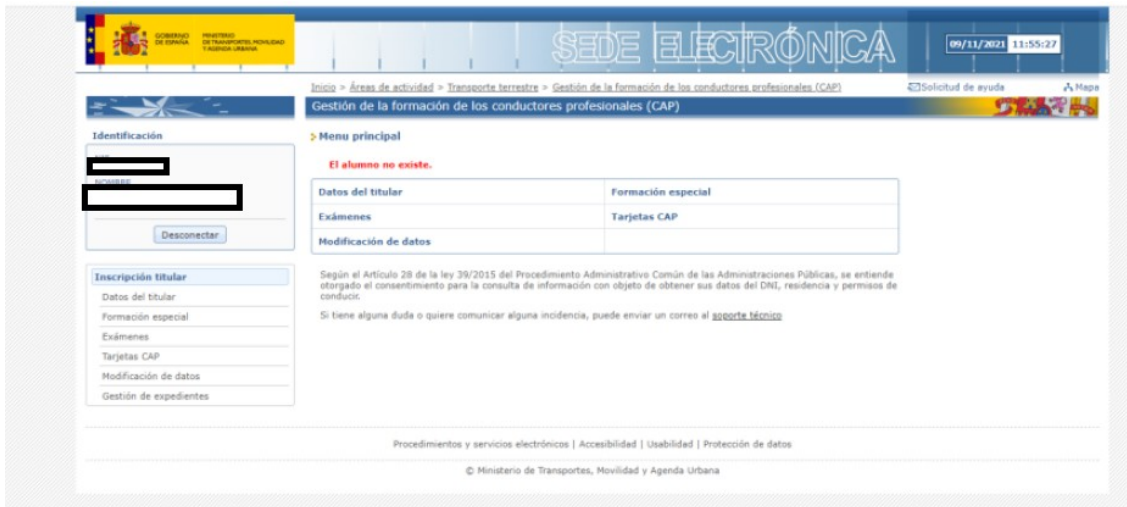 GOBIERNO DE ESPAÑA
MINISTERIO DE TRANSPORTES, MOVILIDAD Y AGENDA URBANA
SEDE ELECTRÓNICA
09/11/2021 11:55:27
Inicio > Áreas de actividad > Transporte terrestre > Gestión de la formación de los conductores profesionales (CAP)
Solicitud de ayuda
Mapa
Gestión de la formación de los conductores profesionales (CAP)
Identificación
NOMBRE
Desconectar
Inscripción titular
Datos del titular
Formación especial
Exámenes
Tarjetas CAP
Modificación de datos
Gestión de expedientes
Menu principal
El alumno no existe.
Datos del titular
Formación especial
Exámenes
Tarjetas CAP
Modificación de datos
Según el Artículo 28 de la ley 39/2015 del Procedimiento Administrativo Común de las Administraciones Públicas, se entiende
otorgado el consentimiento para la consulta de información con objeto de obtener sus datos del DNI, residencia y permisos de
conducir.
Si tiene alguna duda o quiere comunicar alguna incidencia, puede enviar un correo al soporte técnico
Procedimientos y servicios electrónicos | Accesibilidad | Usabilidad | Protección de datos
© Ministerio de Transportes, Movilidad y Agenda Urbana